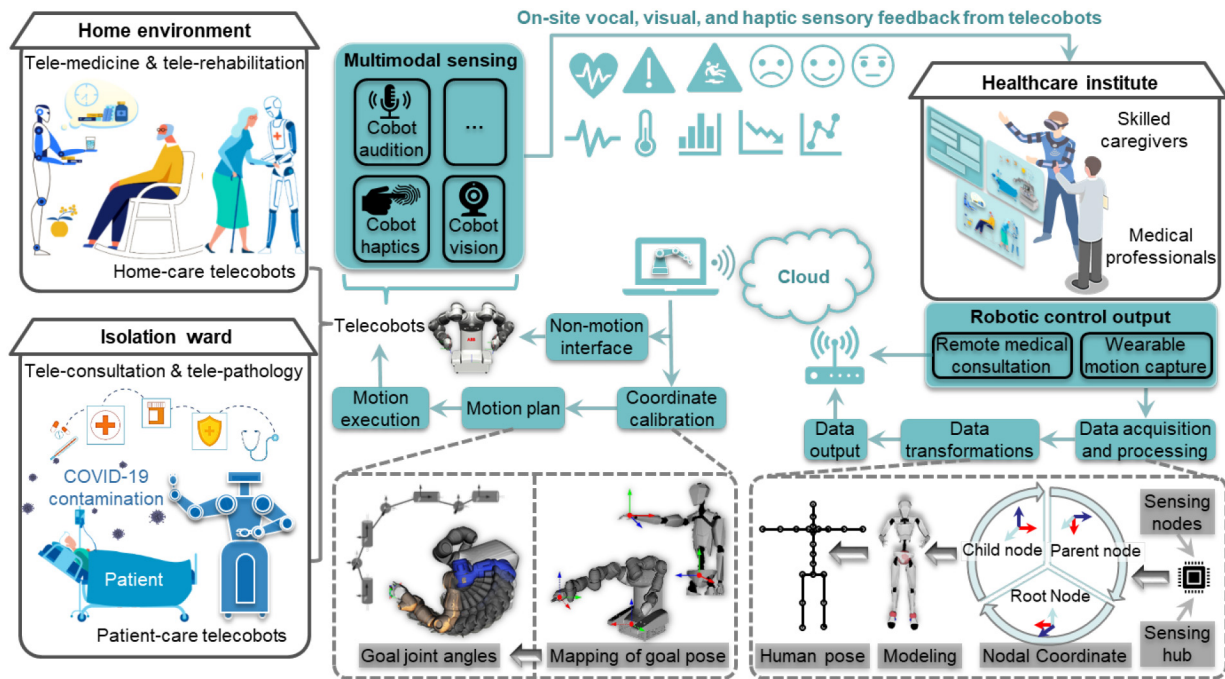 On-site vocal, visual, and haptic sensory feedback from telecobots
Home environment
Tele-medicine & tele-rehabilitation
Home-care telecobots
Multimodal sensing
Cobot
audition
...
Cobot
haptics
Cobot
vision
Healthcare institute
Skilled
caregivers
Medical
professionals
Cloud
Isolation ward
Tele-consultation & tele-pathology
COVID-19
contamination
Patient
Patient-care telecobots
Telecobots
ABB
Non-motion
interface
Motion
execution
Motion plan
Coordinate
calibration
Robotic control output
Remote medical
consultation
Wearable
motion capture
Data
output
Data
transformations
Data acquisition
and processing
Goal joint angles
Mapping of goal pose
Child node
Parent node
Root Node
Sensing
nodes
Sensing
hub
Human pose
Modeling
Nodal Coordinate